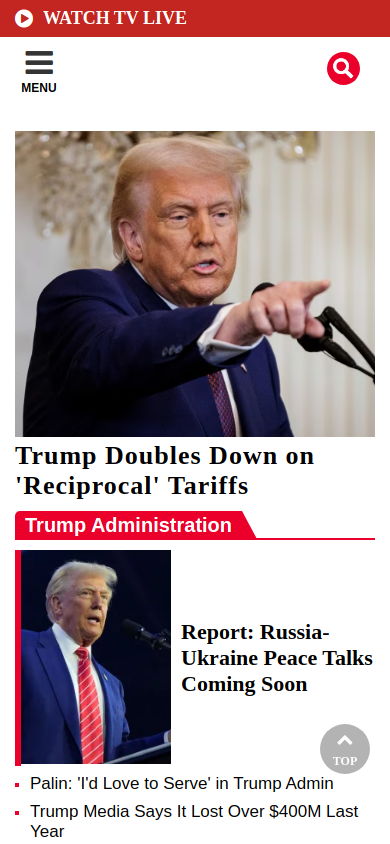 WATCH TV LIVE
MENU
Trump Doubles Down on
'Reciprocal' Tariffs
Trump Administration
Report: Russia-
Ukraine Peace Talks
Coming Soon
TOP
Palin: 'I'd Love to Serve' in Trump Admin
Trump Media Says It Lost Over $400M Last
Year